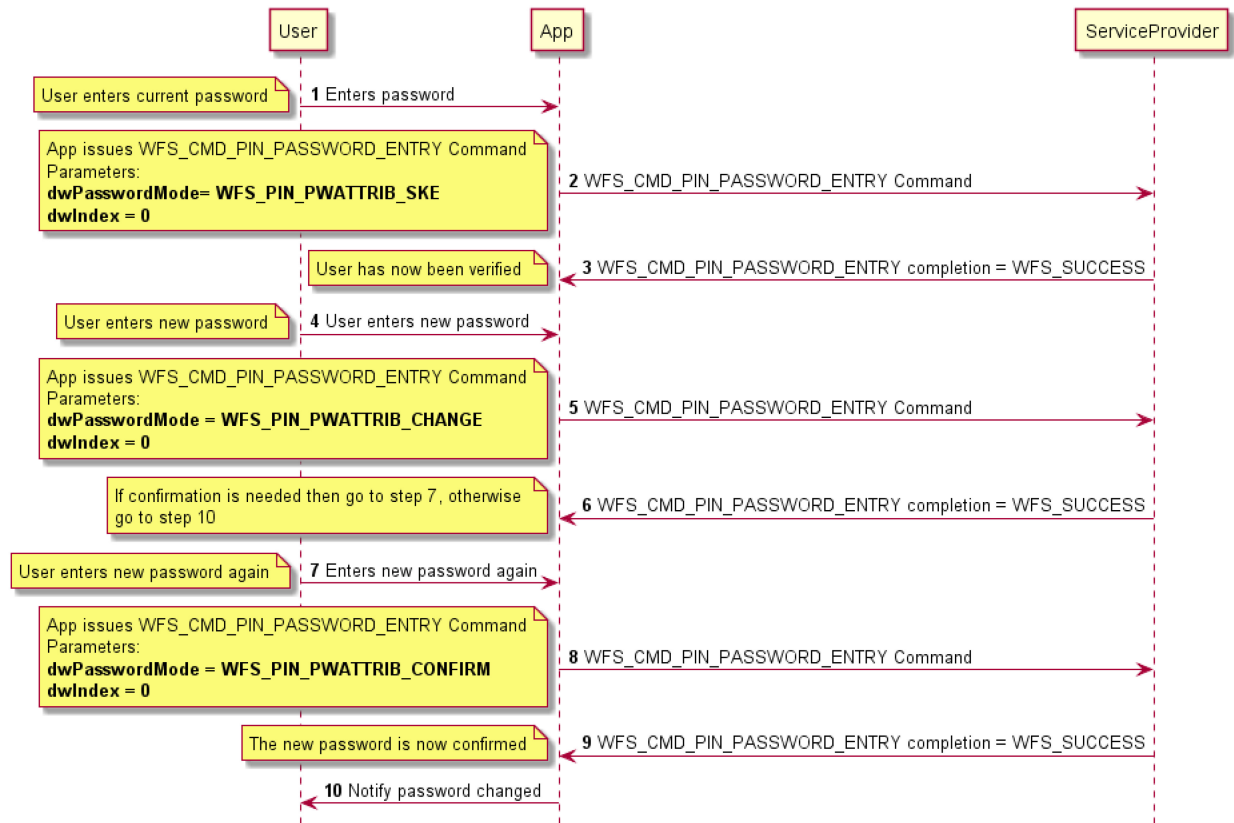 User
App
ServiceProvider
User enters current password
1 Enters password
App issues WFS_CMD_PIN_PASSWORD_ENTRY Command
Parameters:
dwPasswordMode= WFS_PIN_PWATTRIB_SKE
dwIndex = 0
2 WFS_CMD_PIN_PASSWORD_ENTRY Command
User has now been verified
3 WFS_CMD_PIN_PASSWORD_ENTRY completion = WFS_SUCCESS
User enters new password
4 User enters new password
App issues WFS_CMD_PIN_PASSWORD_ENTRY Command
Parameters:
dwPasswordMode = WFS_PIN_PWATTRIB_CHANGE
dwIndex = 0
5 WFS_CMD_PIN_PASSWORD_ENTRY Command
If confirmation is needed then go to step 7, otherwise
go to step 10
6 WFS_CMD_PIN_PASSWORD_ENTRY completion = WFS_SUCCESS
User enters new password again
7 Enters new password again
App issues WFS_CMD_PIN_PASSWORD_ENTRY Command
Parameters:
dwPasswordMode = WFS_PIN_PWATTRIB_CONFIRM
dwIndex = 0
8 WFS_CMD_PIN_PASSWORD_ENTRY Command
The new password is now confirmed
9 WFS_CMD_PIN_PASSWORD_ENTRY completion = WFS_SUCCESS
10 Notify password changed